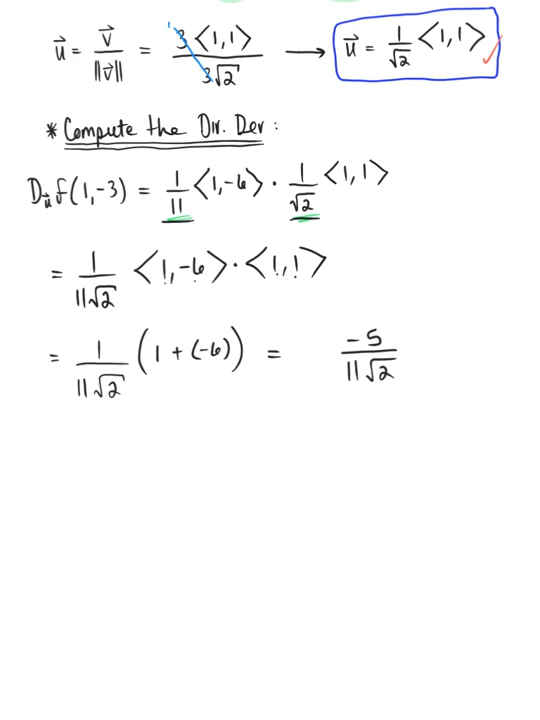 u⃗ = v⃗ / ||v⃗|| = 3<1,1> / 3√2 ⟶ u⃗ = 1/√2 <1,1> ✓
1
* Compute the Dir. Der :
D_u⃗ f(1,-3) = 1/11 <1,-6> · 1/√2 <1,1>
= 1/11√2 <1,-6> · <1,1>
= 1/11√2 (1 + (-6)) = -5/11√2